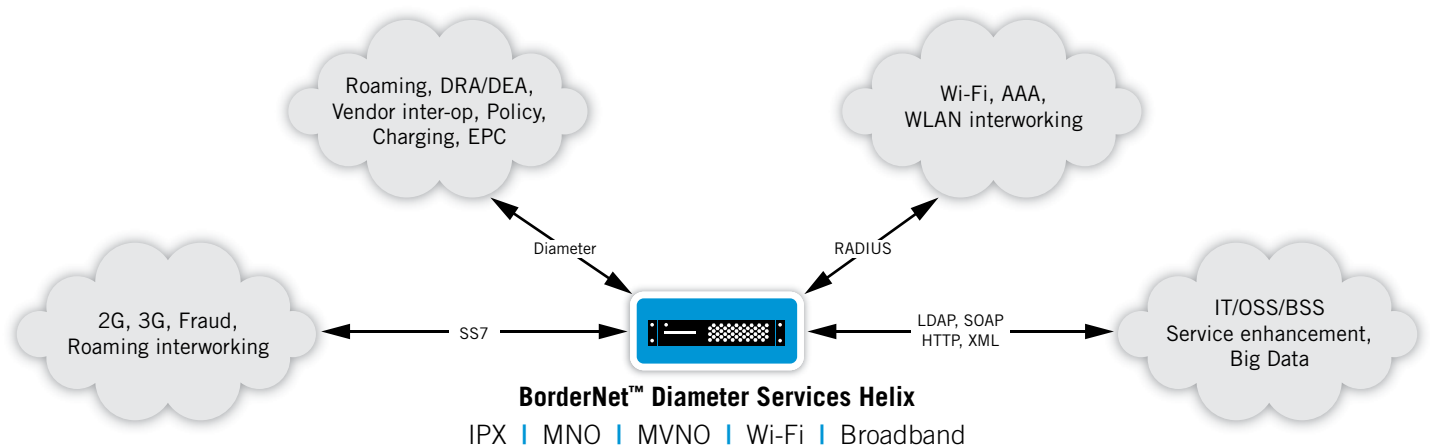 Roaming, DRA/DEA,
Vendor inter-op, Policy,
Charging, EPC
Wi-Fi, AAA,
WLAN interworking
Diameter
RADIUS
2G, 3G, Fraud,
Roaming interworking
SS7
LDAP, SOAP
HTTP, XML
IT/OSS/BSS
Service enhancement,
Big Data
BorderNet™ Diameter Services Helix
IPX | MNO | MVNO | Wi-Fi | Broadband